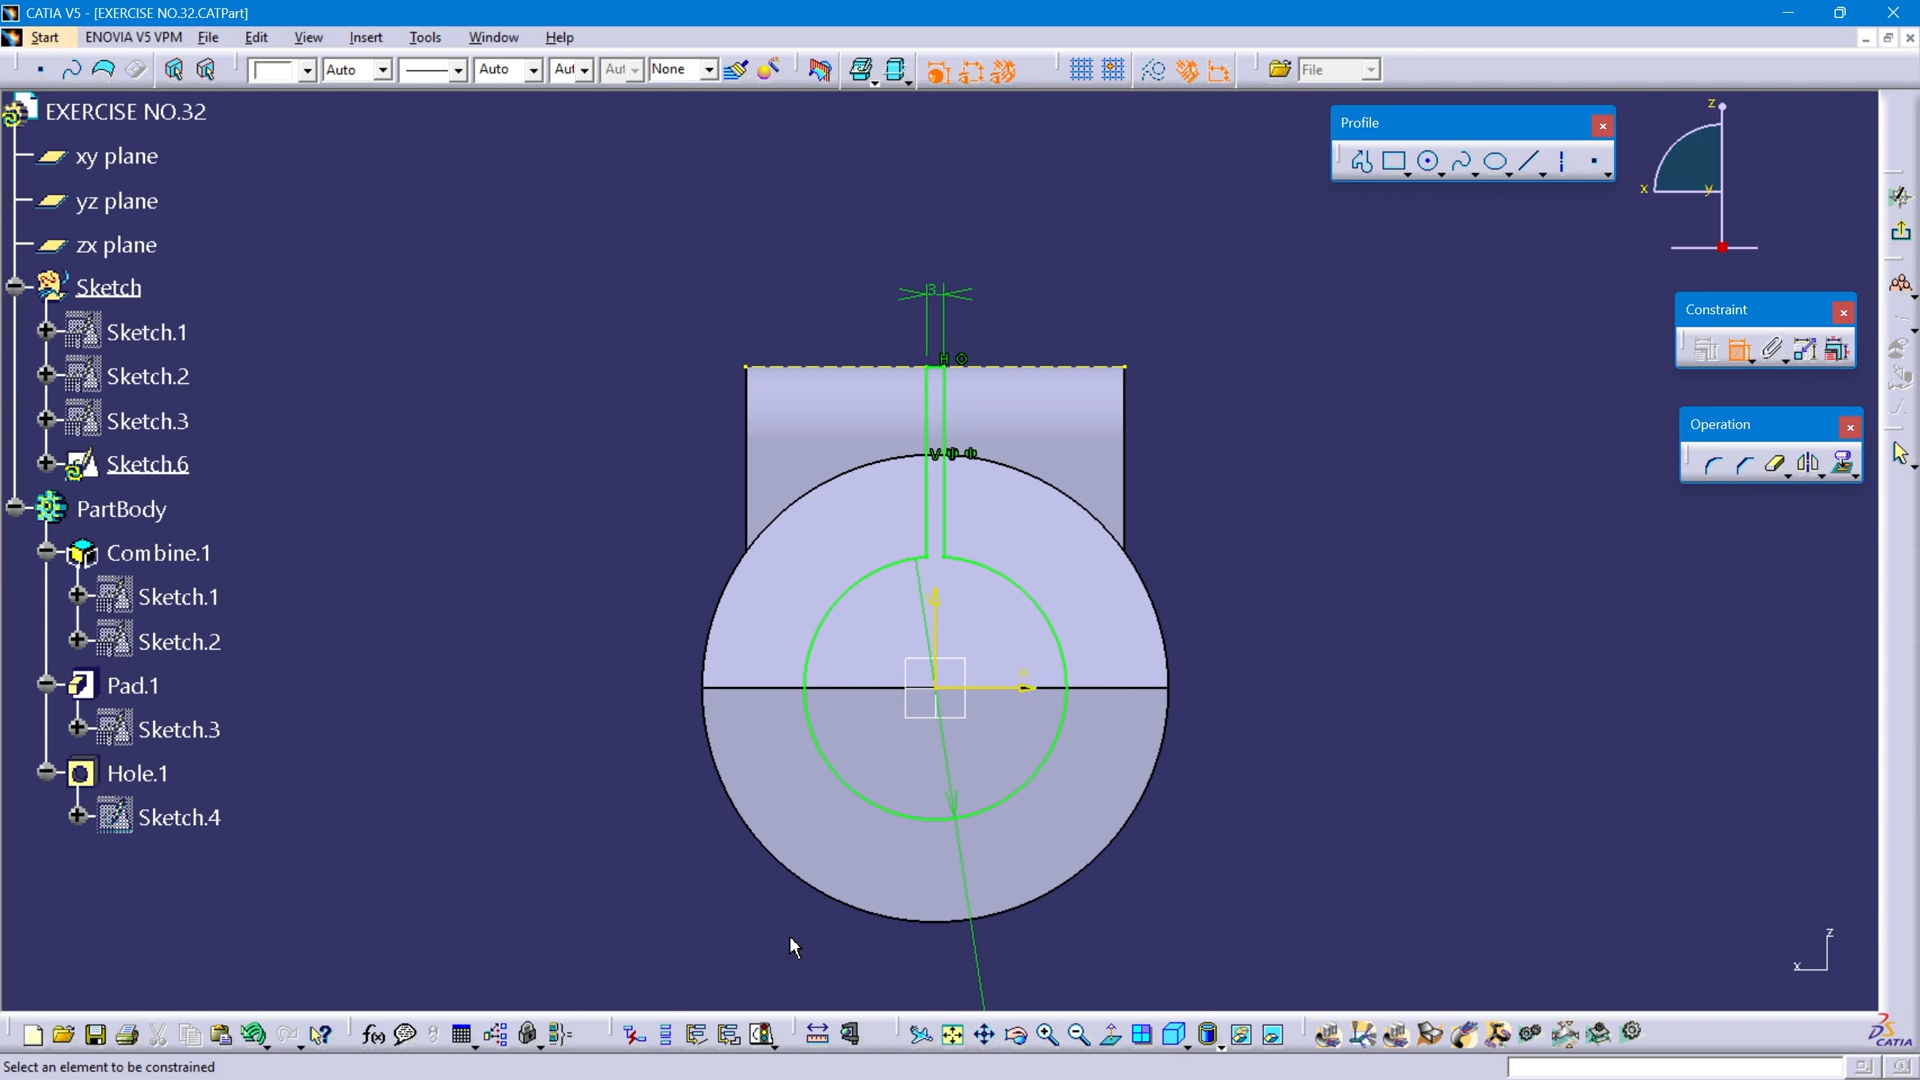 CATIA V5 - [EXERCISE NO.32.CATPart]
Start ENOVIA V5 VPM File Edit View Insert Tools Window Help
Auto Auto Aut Aut None File
EXERCISE NO.32
xy plane
yz plane
zx plane
Sketch
Sketch.1
Sketch.2
Sketch.3
Sketch.6
PartBody
Combine.1
Sketch.1
Sketch.2
Pad.1
Sketch.3
Hole.1
Sketch.4
Profile
z
x y
Constraint
Operation
3
H
V
z
x
f(x)
CATIA
Select an element to be constrained